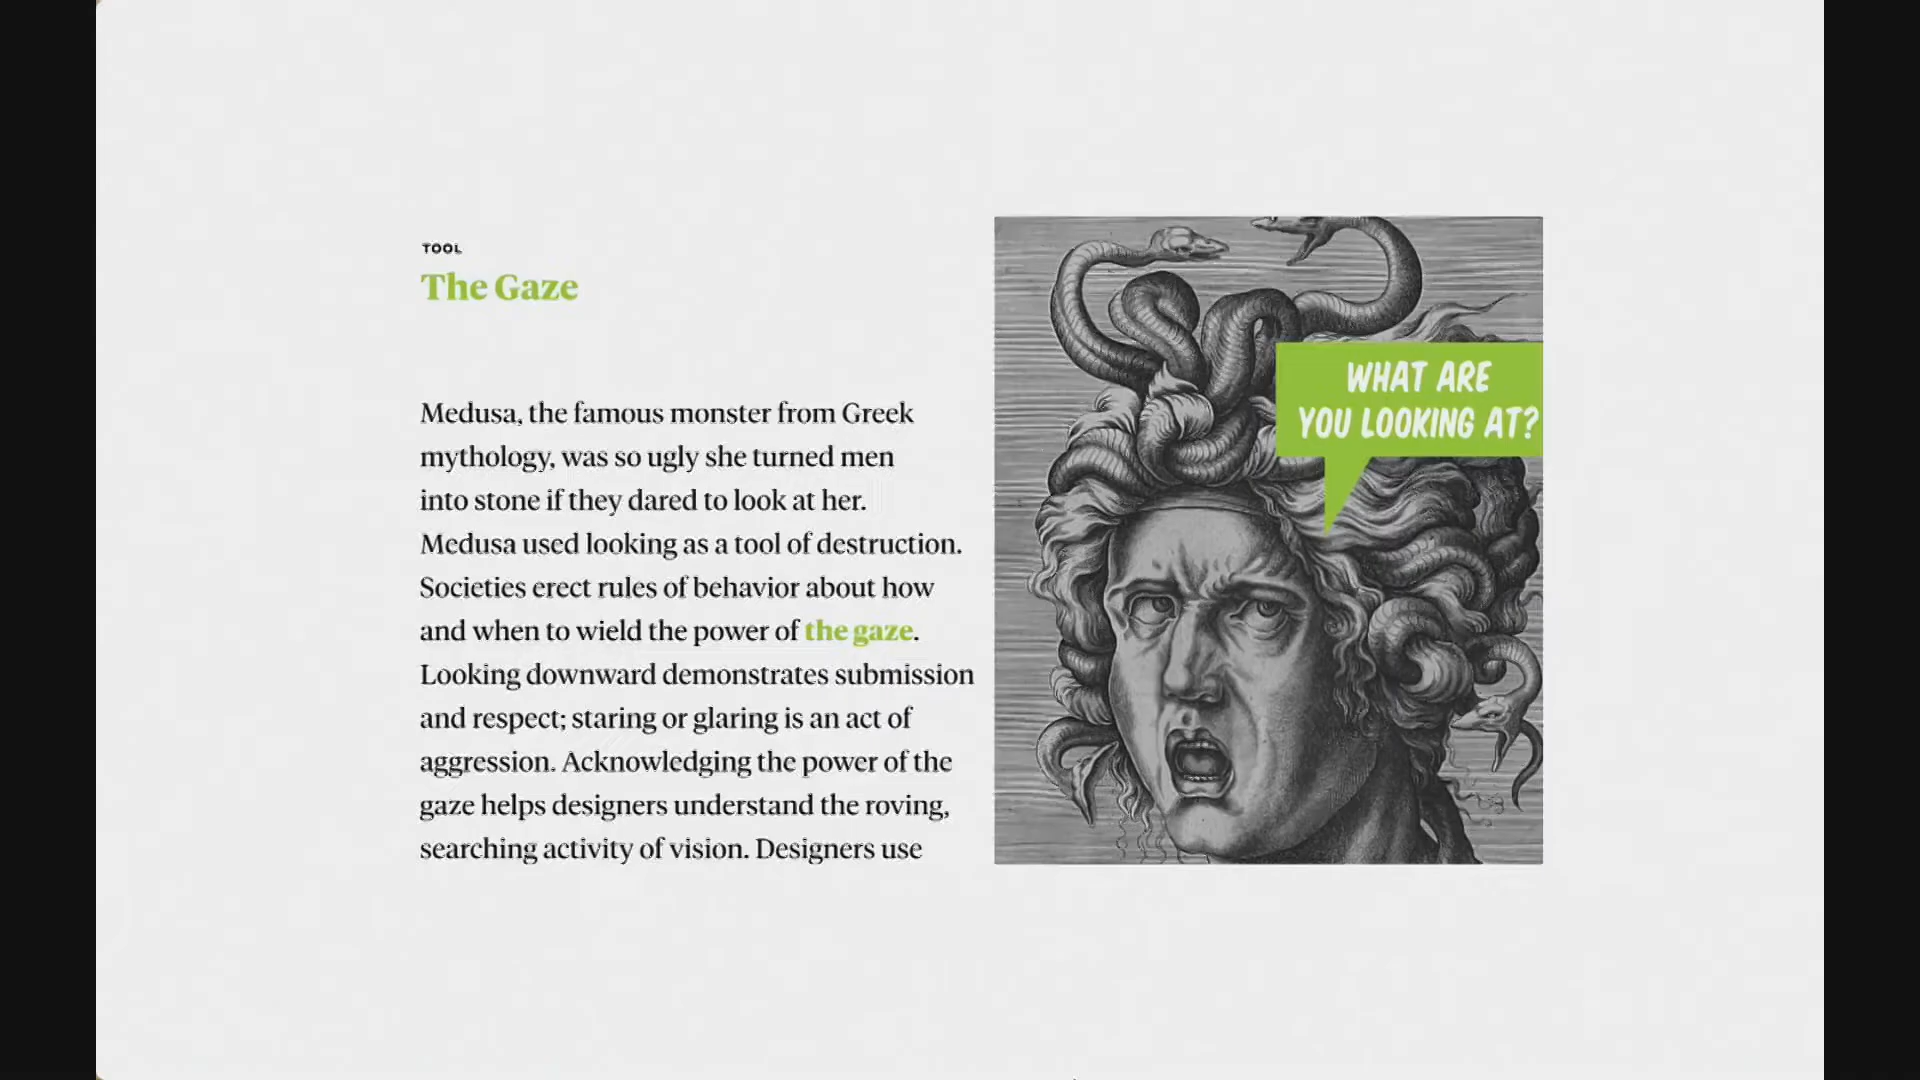 TOOL
The Gaze
Medusa, the famous monster from Greek
mythology, was so ugly she turned men
into stone if they dared to look at her.
Medusa used looking as a tool of destruction.
Societies erect rules of behavior about how
and when to wield the power of the gaze.
Looking downward demonstrates submission
and respect; staring or glaring is an act of
aggression. Acknowledging the power of the
gaze helps designers understand the roving,
searching activity of vision. Designers use
WHAT ARE
YOU LOOKING AT?